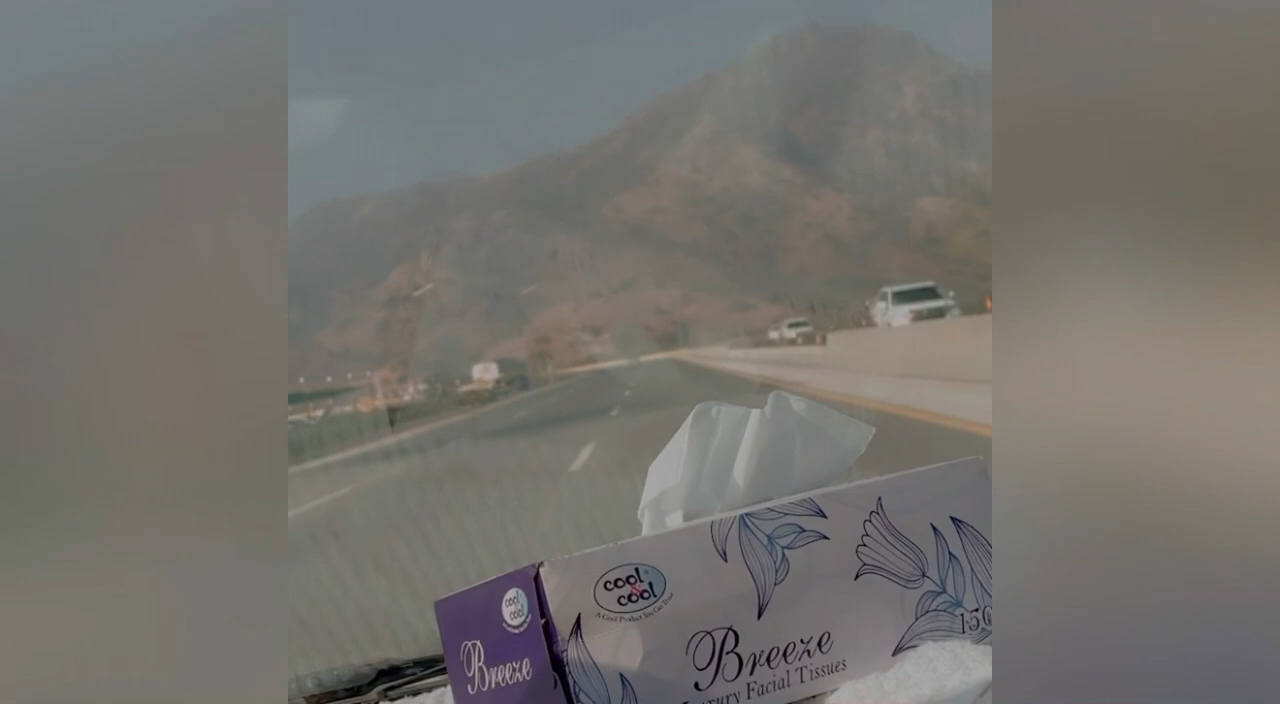 cool
& cool
A Cool Product You Can Trust
150
Breeze
Luxury Facial Tissues
cool
& cool
Breeze